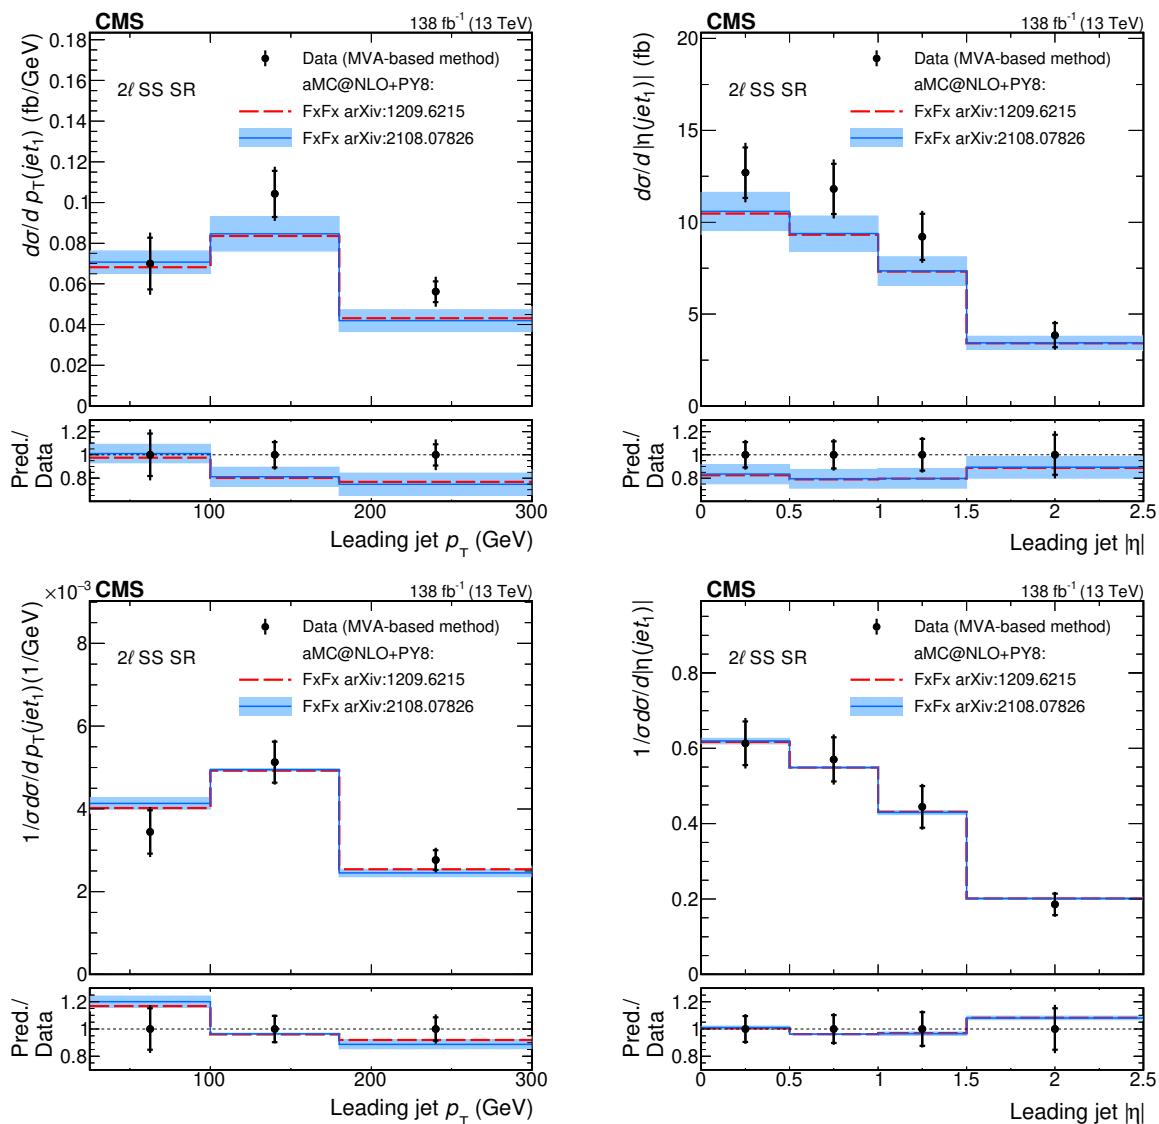 CMS 138 fb⁻¹ (13 TeV)
dσ/d p_T(jet₁) (fb/GeV)
0.18
0.16
0.14
0.12
0.1
0.08
0.06
0.04
0.02
0
2ℓ SS SR
Data (MVA-based method)
aMC@NLO+PY8:
FxFx arXiv:1209.6215
FxFx arXiv:2108.07826
Pred./
Data
1.2
1
0.8
100 200 300
Leading jet p_T (GeV)
CMS 138 fb⁻¹ (13 TeV)
dσ/d|η(jet₁)| (fb)
20
15
10
5
0
2ℓ SS SR
Data (MVA-based method)
aMC@NLO+PY8:
FxFx arXiv:1209.6215
FxFx arXiv:2108.07826
Pred./
Data
1.2
1
0.8
0 0.5 1 1.5 2 2.5
Leading jet |η|
×10⁻³ CMS 138 fb⁻¹ (13 TeV)
1/σ dσ/d p_T(jet₁) (1/GeV)
8
6
4
2
0
2ℓ SS SR
Data (MVA-based method)
aMC@NLO+PY8:
FxFx arXiv:1209.6215
FxFx arXiv:2108.07826
Pred./
Data
1.2
1
0.8
100 200 300
Leading jet p_T (GeV)
CMS 138 fb⁻¹ (13 TeV)
1/σ dσ/d|η(jet₁)|
0.8
0.6
0.4
0.2
0
2ℓ SS SR
Data (MVA-based method)
aMC@NLO+PY8:
FxFx arXiv:1209.6215
FxFx arXiv:2108.07826
Pred./
Data
1.2
1
0.8
0 0.5 1 1.5 2 2.5
Leading jet |η|